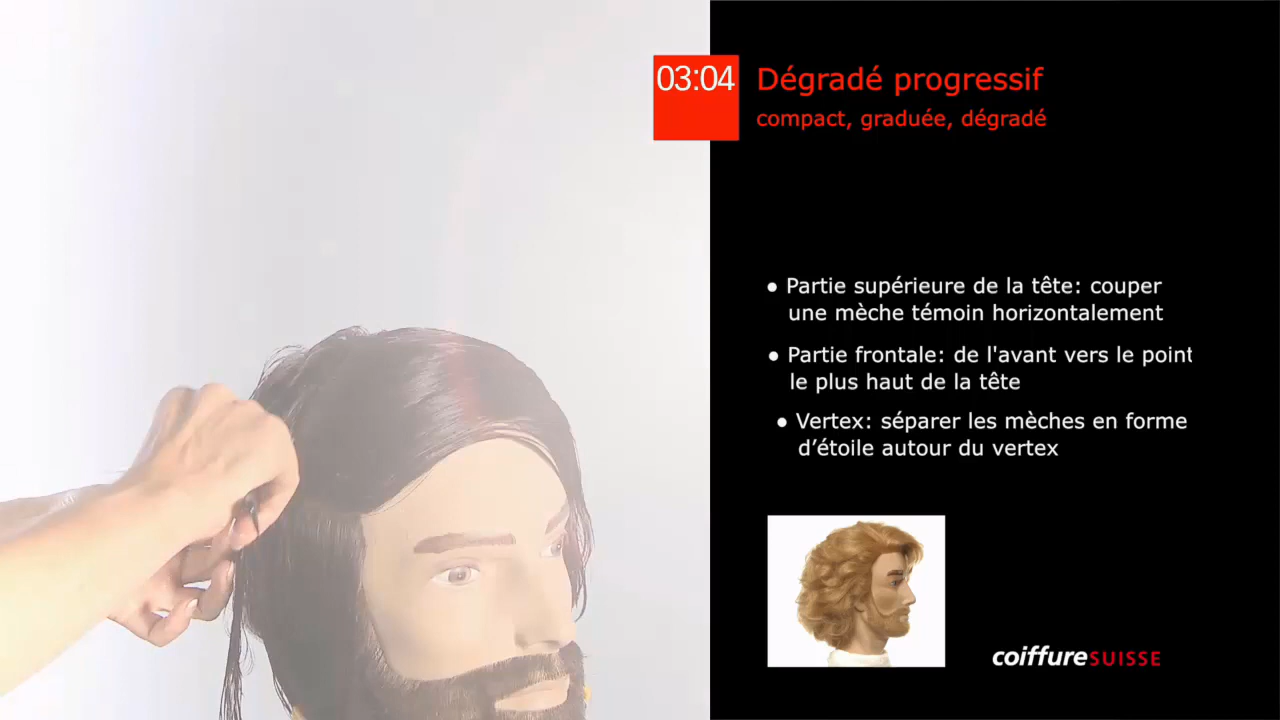 03:04
Dégradé progressif
compact, graduée, dégradé
● Partie supérieure de la tête: couper
une mèche témoin horizontalement
● Partie frontale: de l'avant vers le point
le plus haut de la tête
● Vertex: séparer les mèches en forme
d’étoile autour du vertex
coiffureSUISSE